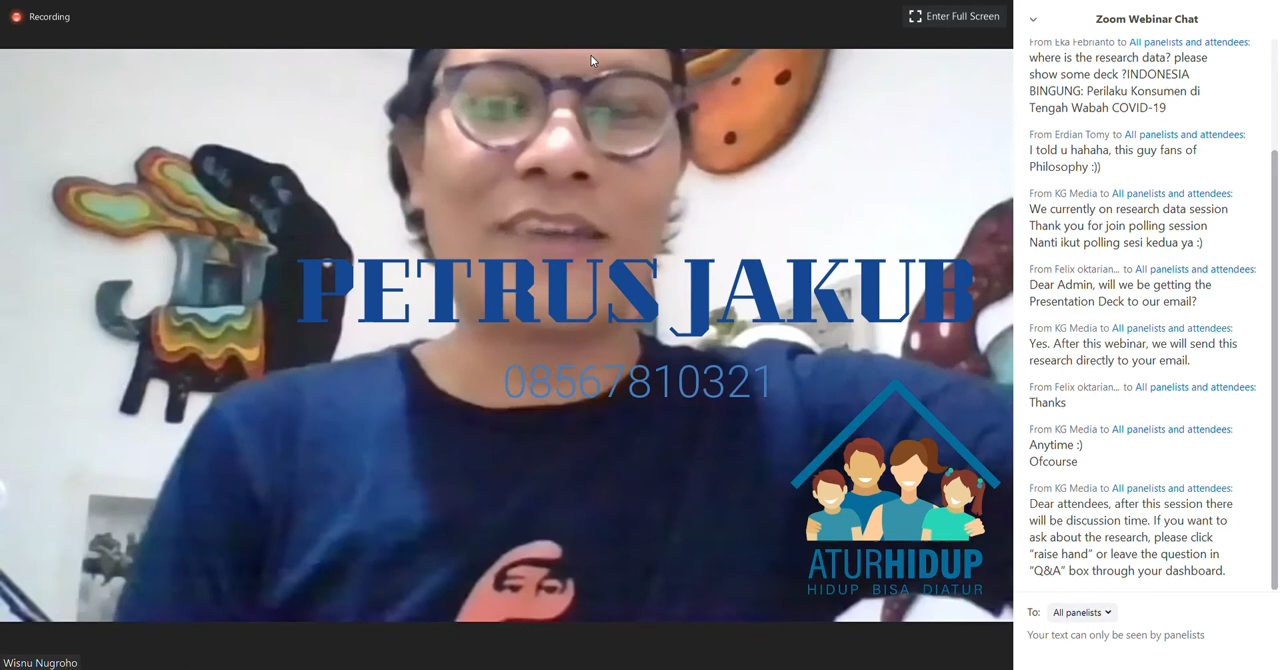 Recording
Enter Full Screen
PETRUS JAKUB
08567810321
ATURHIDUP
HIDUP BISA DIATUR
Wisnu Nugroho
Zoom Webinar Chat
From Eka Febrianto to All panelists and attendees:
where is the research data? please
show some deck ?INDONESIA
BINGUNG: Perilaku Konsumen di
Tengah Wabah COVID-19
From Erdian Tomy to All panelists and attendees:
I told u hahaha, this guy fans of
Philosophy :))
From KG Media to All panelists and attendees:
We currently on research data session
Thank you for join polling session
Nanti ikut polling sesi kedua ya :)
From Felix oktarian... to All panelists and attendees:
Dear Admin, will we be getting the
Presentation Deck to our email?
From KG Media to All panelists and attendees:
Yes. After this webinar, we will send this
research directly to your email.
From Felix oktarian... to All panelists and attendees:
Thanks
From KG Media to All panelists and attendees:
Anytime :)
Ofcourse
From KG Media to All panelists and attendees:
Dear attendees, after this session there
will be discussion time. If you want to
ask about the research, please click
“raise hand” or leave the question in
“Q&A” box through your dashboard.
To: All panelists
Your text can only be seen by panelists